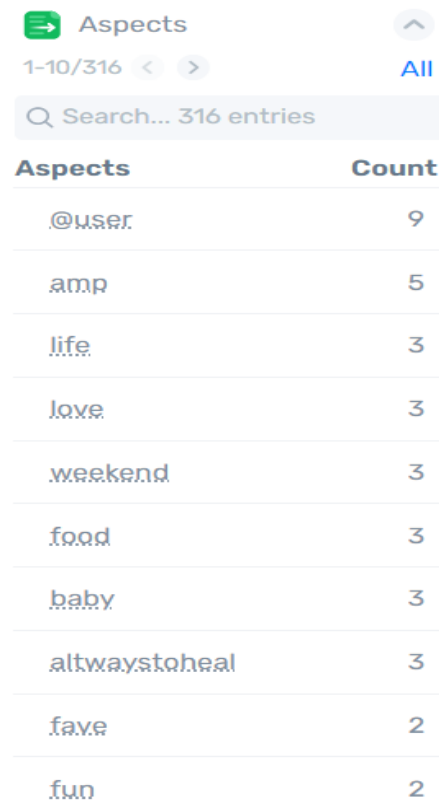 Aspects
1-10/316 < >
All
Search... 316 entries
Aspects Count
@user 9
amp 5
life 3
love 3
weekend 3
food 3
baby 3
altwaystoheal 3
fave 2
fun 2